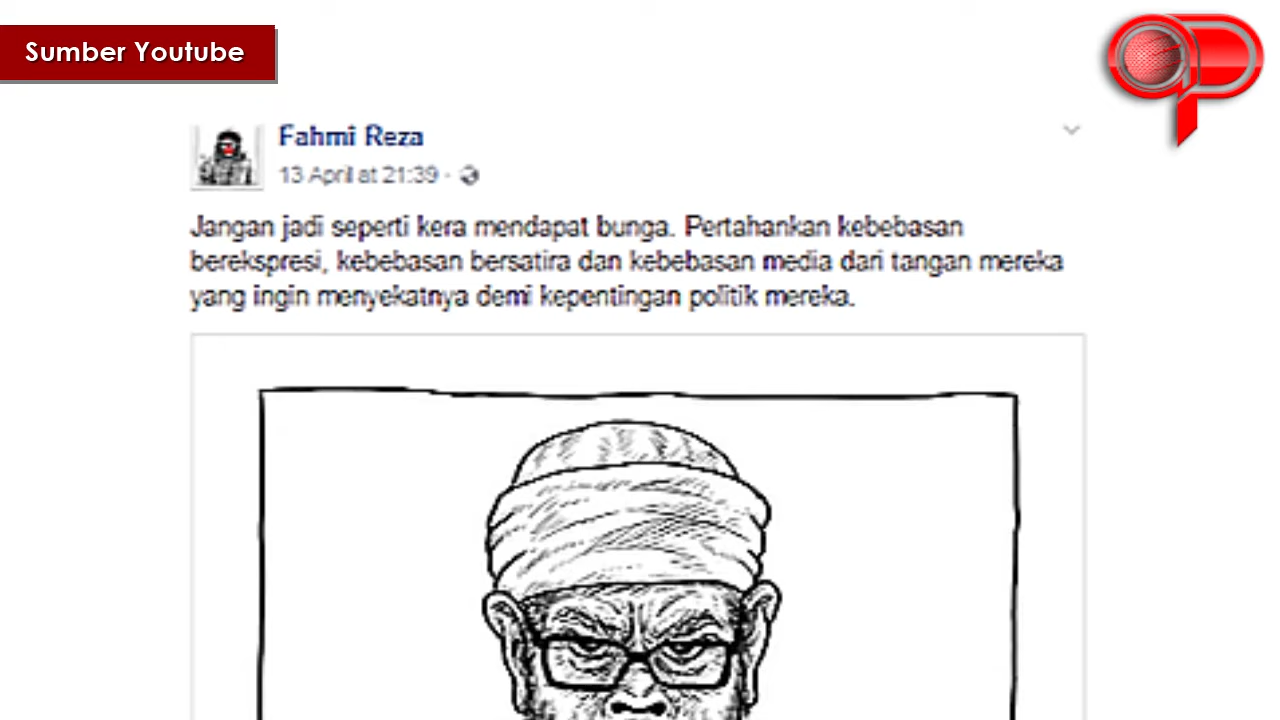 Sumber Youtube
Fahmi Reza
13 April at 21:39 ·
Jangan jadi seperti kera mendapat bunga. Pertahankan kebebasan
berekspresi, kebebasan bersatira dan kebebasan media dari tangan mereka
yang ingin menyekatnya demi kepentingan politik mereka.